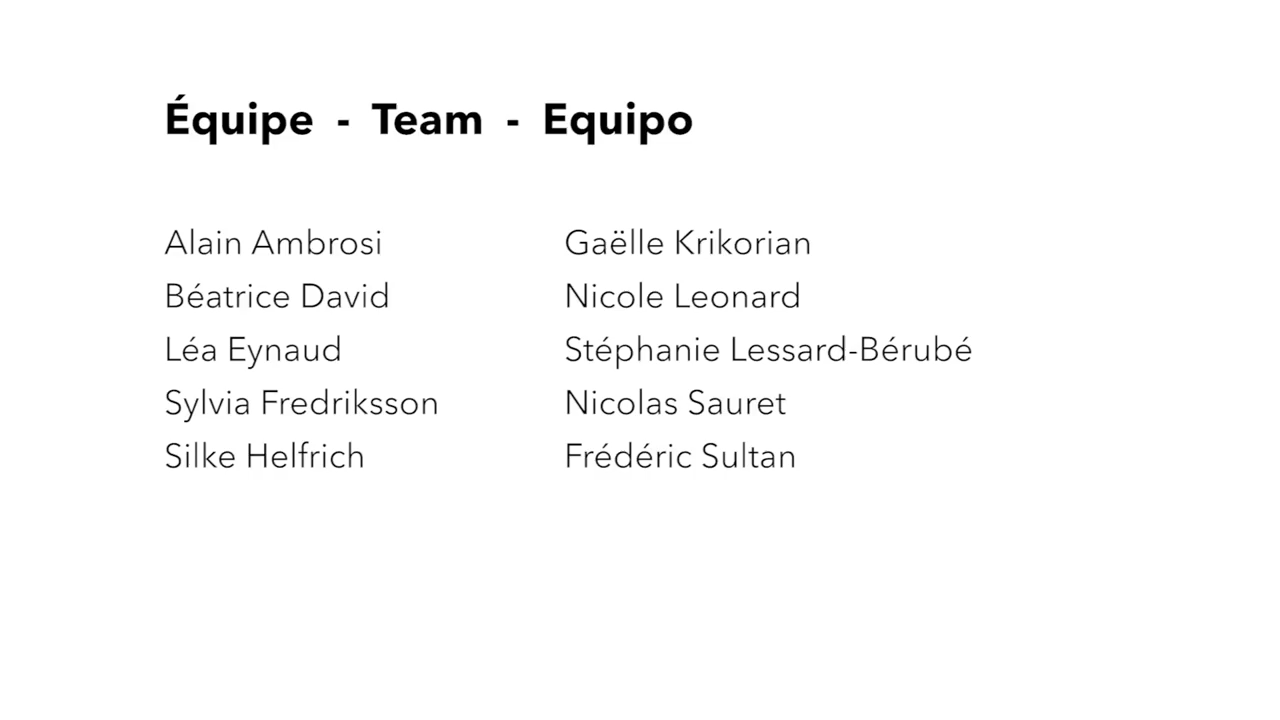 Équipe - Team - Equipo
Alain Ambrosi
Béatrice David
Léa Eynaud
Sylvia Fredriksson
Silke Helfrich
Gaëlle Krikorian
Nicole Leonard
Stéphanie Lessard-Bérubé
Nicolas Sauret
Frédéric Sultan